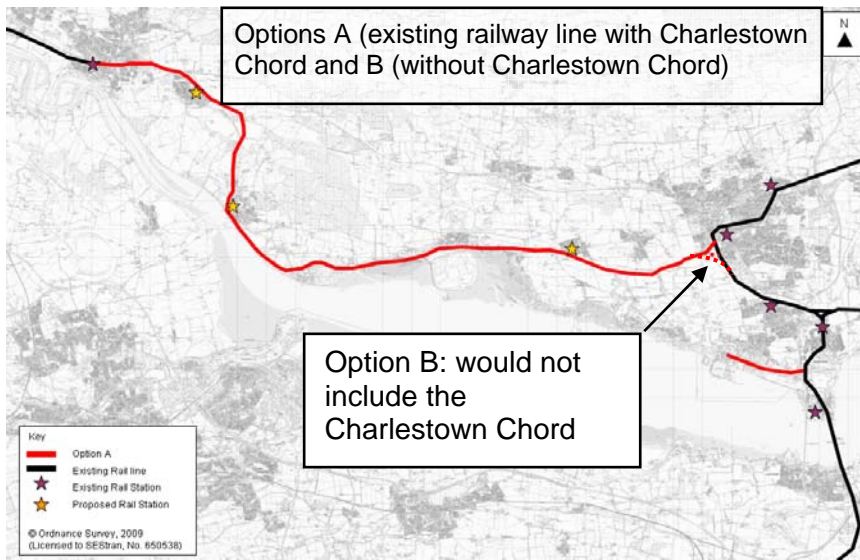 Options A (existing railway line with Charlestown
Chord and B (without Charlestown Chord)
N
Option B: would not
include the
Charlestown Chord
Key
Option A
Existing Rail line
Existing Rail Station
Proposed Rail Station
© Ordnance Survey, 2009
(Licensed to SEStran, No. 650538)